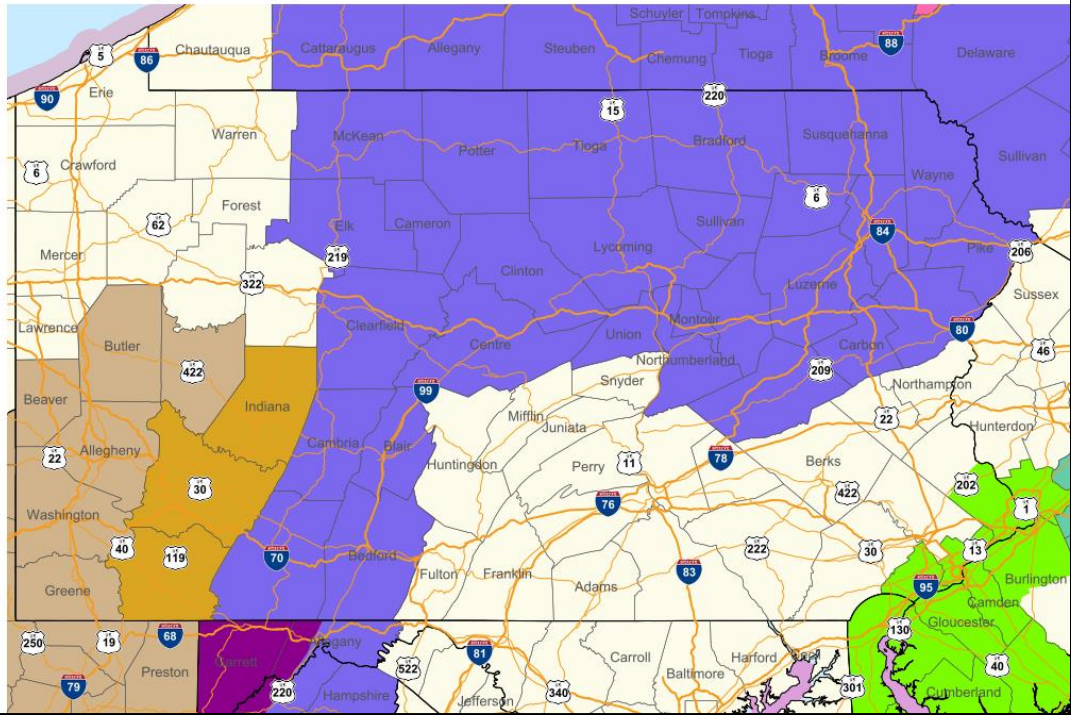 Schuyler Tompkins
Chautauqua Cattaraugus Allegany Steuben Chemung Tioga Broome Delaware
5
86
88
90
Erie
15
220
Warren McKean Potter Tioga Bradford Susquehanna
Sullivan
Crawford
6
Wayne
6
Forest
62
Elk Cameron
Sullivan
84
Mercer
219
Lycoming
Pike
206
322
Clinton
Luzerne
Sussex
Lawrence
Butler
Clearfield
Centre
Union
Montour
80
Carbon
46
Northumberland
422
209
Snyder
Northampton
Beaver
99
Indiana
Mifflin
Juniata
22
Hunterdon
Allegheny
22
Cambria
Blair
Huntingdon
Perry
11
78
Berks
30
422
202
76
1
Washington
40
119
70
Bedford
222
30
13
Fulton Franklin
83
Adams
95
Burlington
Greene
Camden
Gloucester
130
250
19
68
Preston
Garrett
522
81
Carroll
Harford
Baltimore
40
79
220
Hampshire
Jefferson
340
301
Cumberland